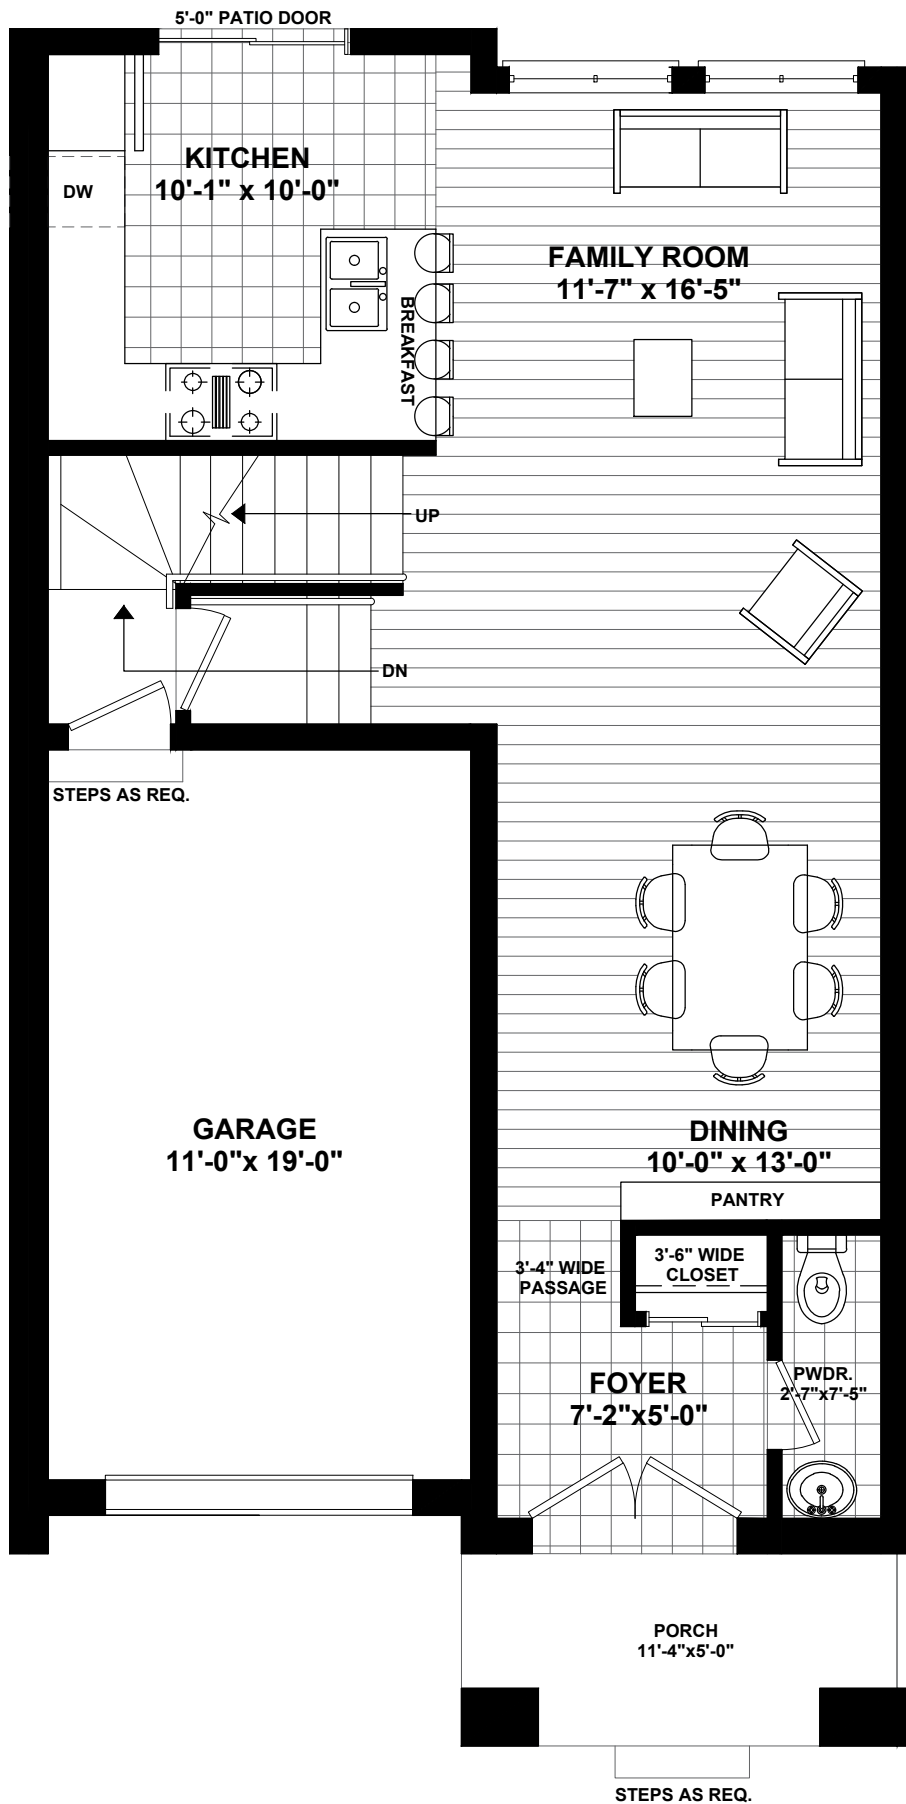 5'-0" PATIO DOOR
KITCHEN
10'-1" x 10'-0"
DW
FAMILY ROOM
11'-7" x 16'-5"
BREAKFAST
UP
DN
STEPS AS REQ.
GARAGE
11'-0"x 19'-0"
DINING
10'-0" x 13'-0"
PANTRY
3'-4" WIDE
PASSAGE
3'-6" WIDE
CLOSET
FOYER
7'-2"x5'-0"
PWDR.
2'-7"x7'-5"
PORCH
11'-4"x5'-0"
STEPS AS REQ.